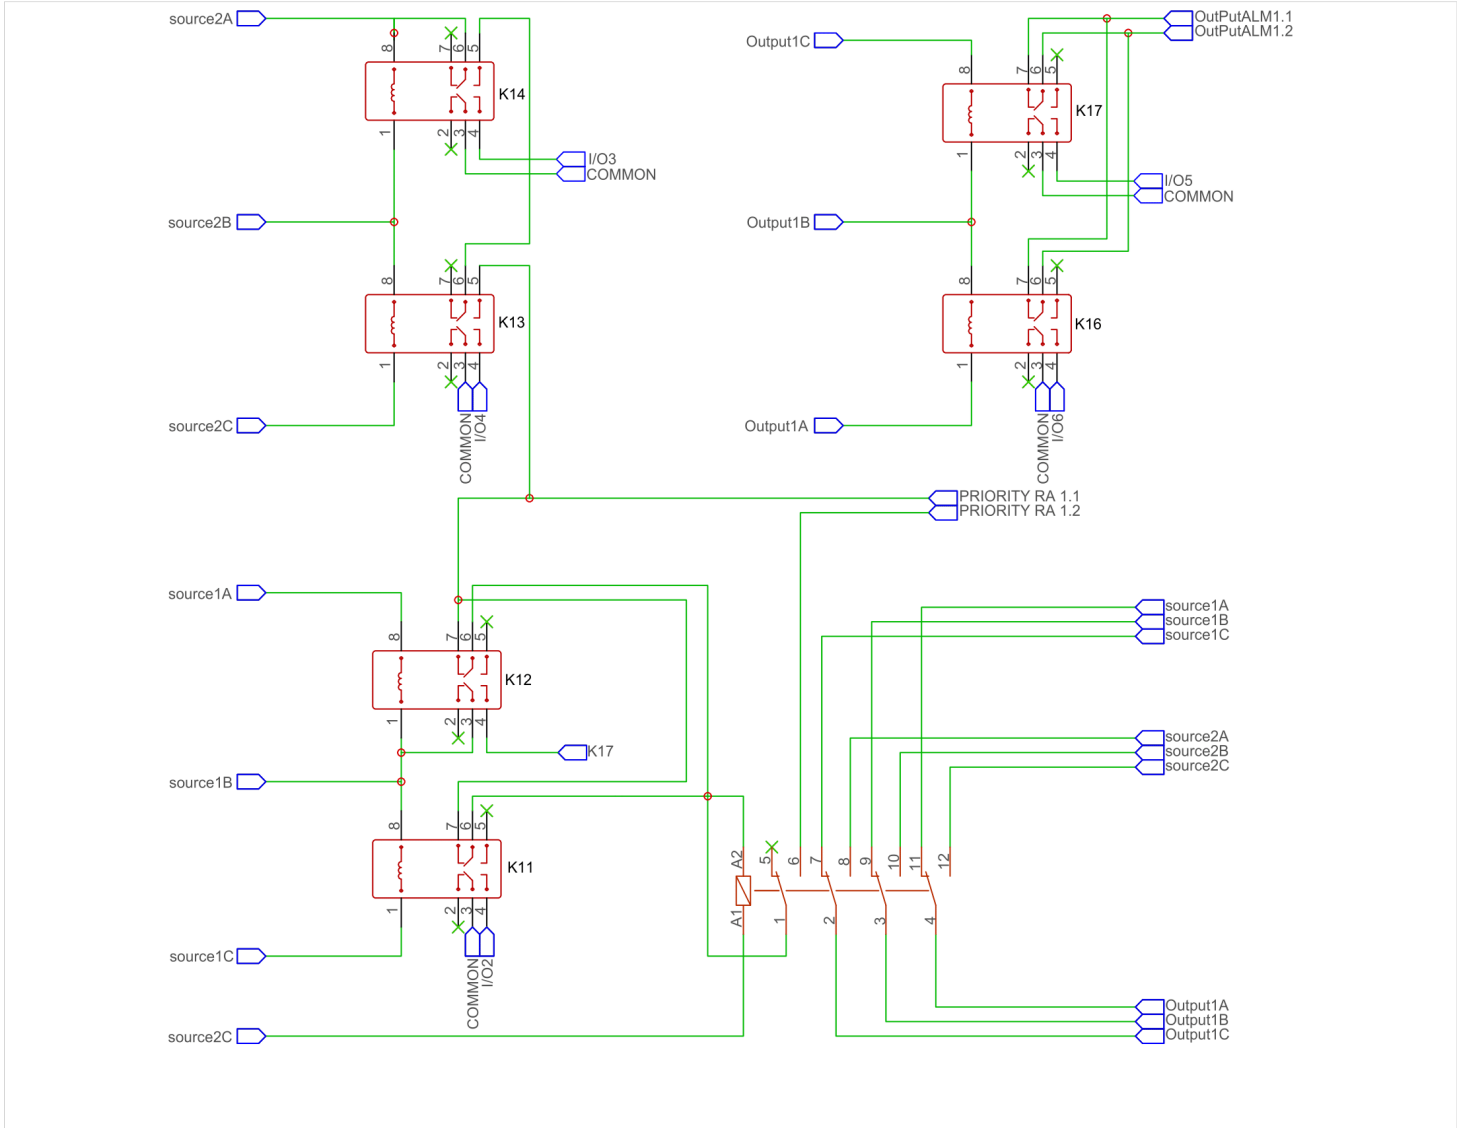 source2A
8
7
6
5
K14
1
2
3
4
I/O3
COMMON
source2B
8
7
6
5
K13
1
2
3
4
source2C
COMMON
I/O4
Output1C
OutPutALM1.1
OutPutALM1.2
8
7
6
5
K17
1
2
3
4
I/O5
COMMON
Output1B
8
7
6
5
K16
1
2
3
4
Output1A
COMMON
I/O6
PRIORITY RA 1.1
PRIORITY RA 1.2
source1A
8
7
6
5
K12
1
2
3
4
K17
source1B
8
7
6
5
K11
1
2
3
4
source1C
COMMON
I/O2
source2C
source1A
source1B
source1C
source2A
source2B
source2C
A2
5
6
7
8
9
10
11
12
A1
1
2
3
4
Output1A
Output1B
Output1C